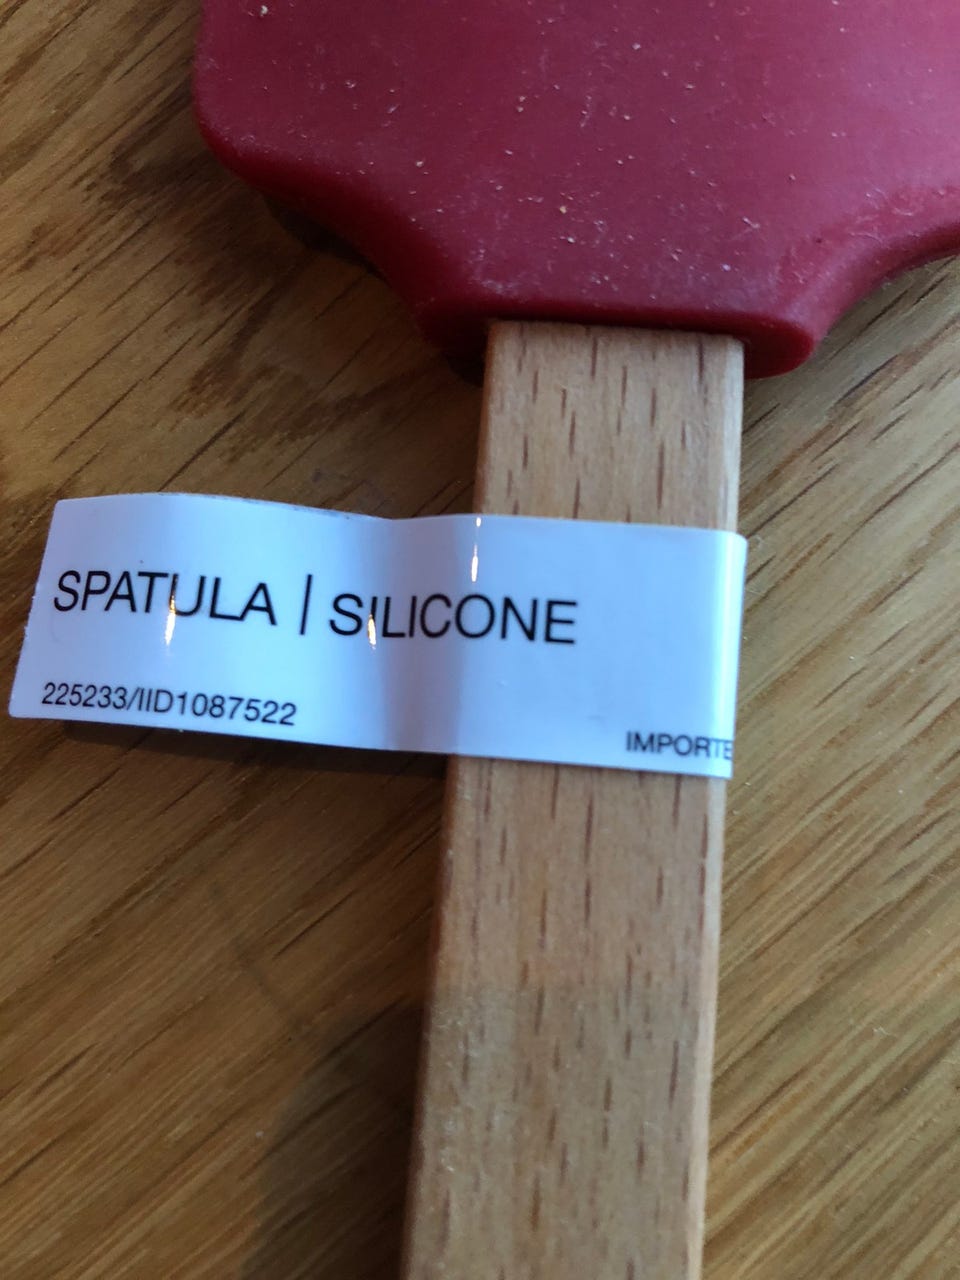 SPATULA | SILICONE
225233/IID1087522
IMPORTE